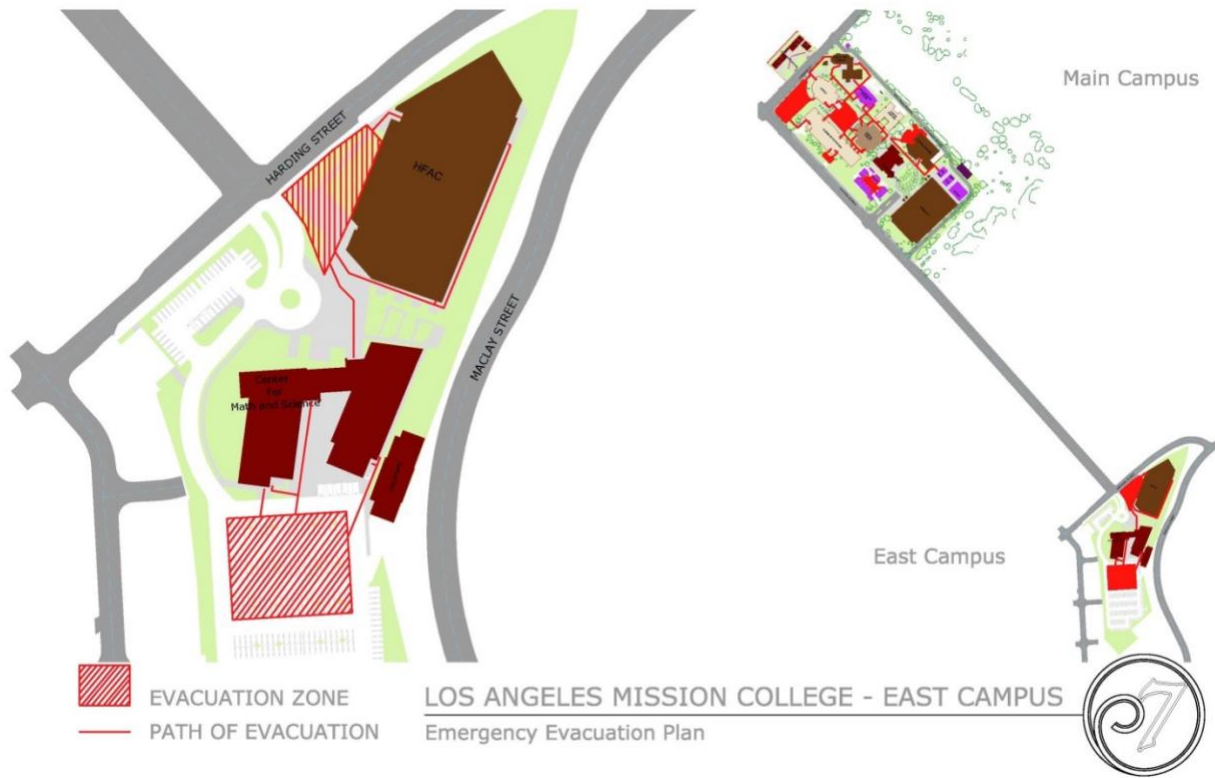 Main Campus
HARDING STREET
HFAC
MACLAY STREET
Center
For
Math and Science
East Campus
EVACUATION ZONE
PATH OF EVACUATION
LOS ANGELES MISSION COLLEGE - EAST CAMPUS
Emergency Evacuation Plan
7